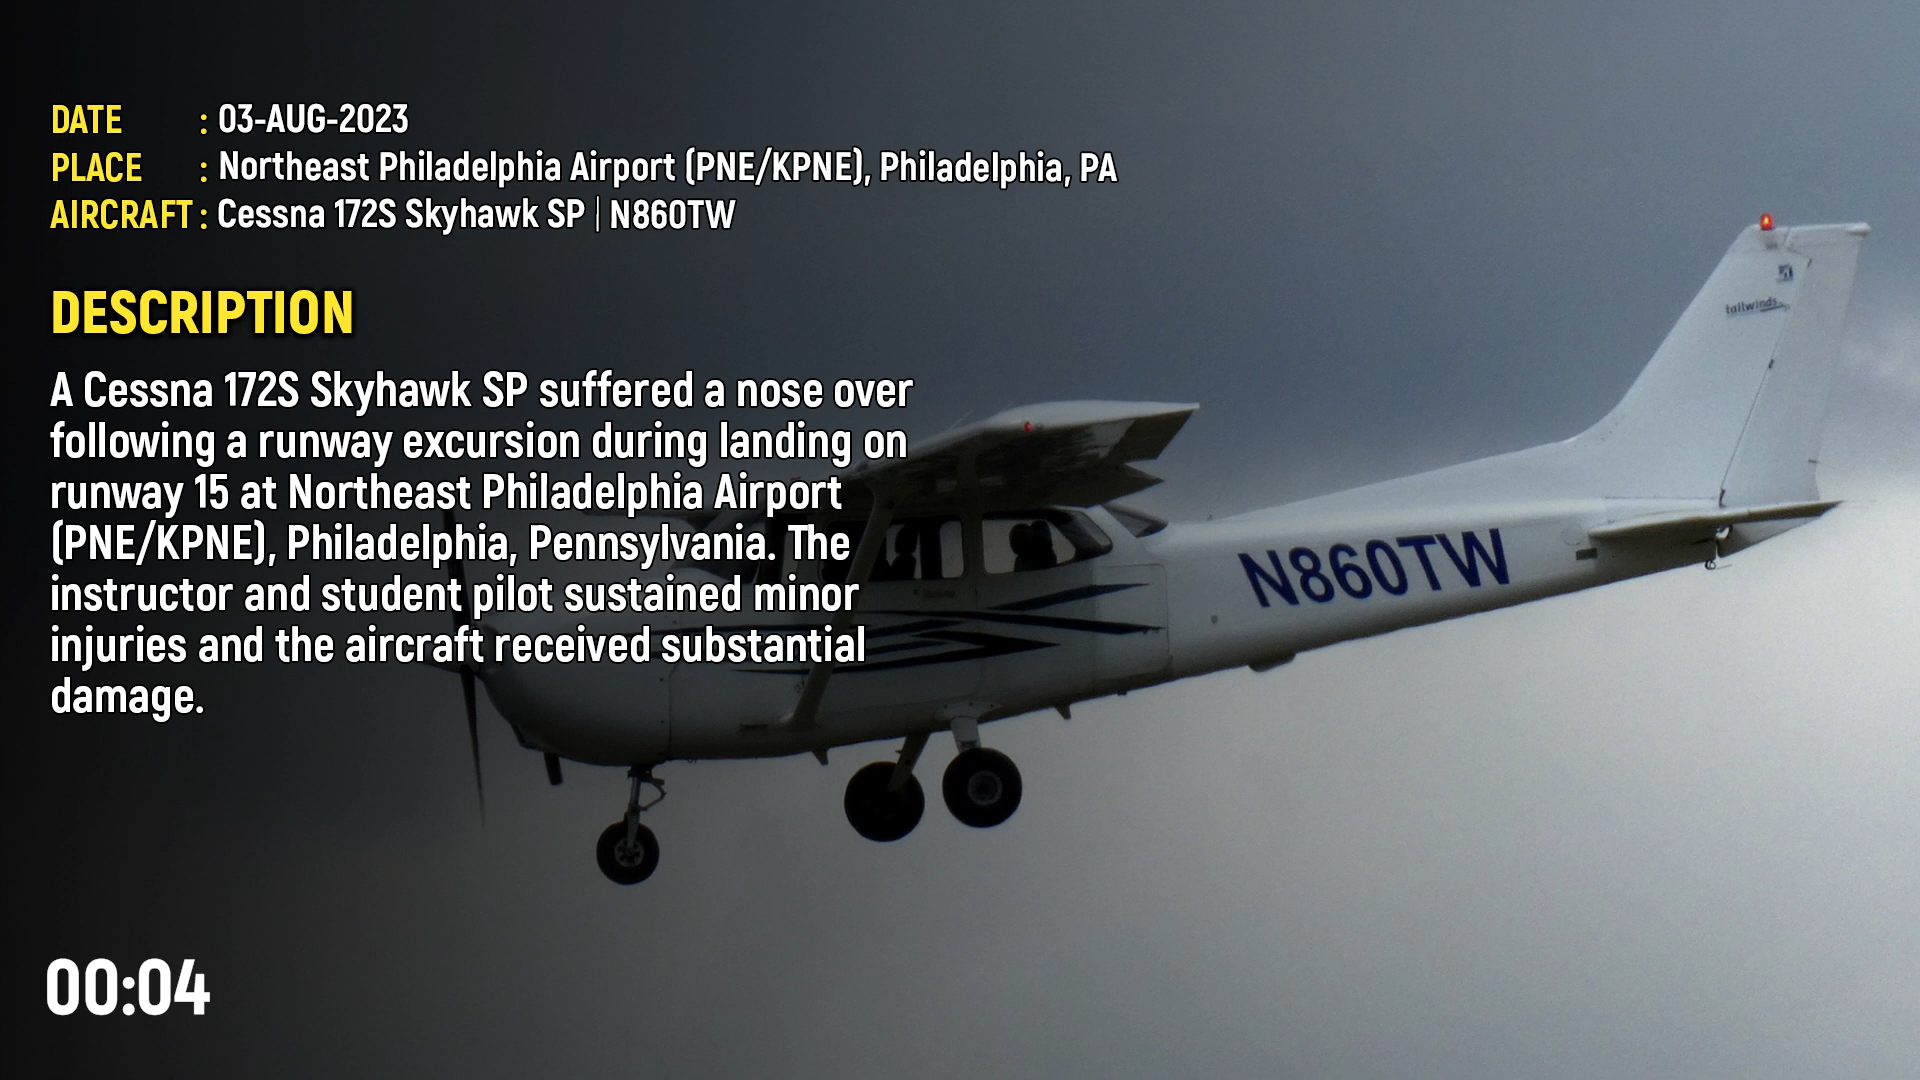 DATE : 03-AUG-2023
PLACE : Northeast Philadelphia Airport (PNE/KPNE), Philadelphia, PA
AIRCRAFT : Cessna 172S Skyhawk SP | N860TW
DESCRIPTION
A Cessna 172S Skyhawk SP suffered a nose over
following a runway excursion during landing on
runway 15 at Northeast Philadelphia Airport
(PNE/KPNE), Philadelphia, Pennsylvania. The
instructor and student pilot sustained minor
injuries and the aircraft received substantial
damage.
tailwinds
N860TW
00:04